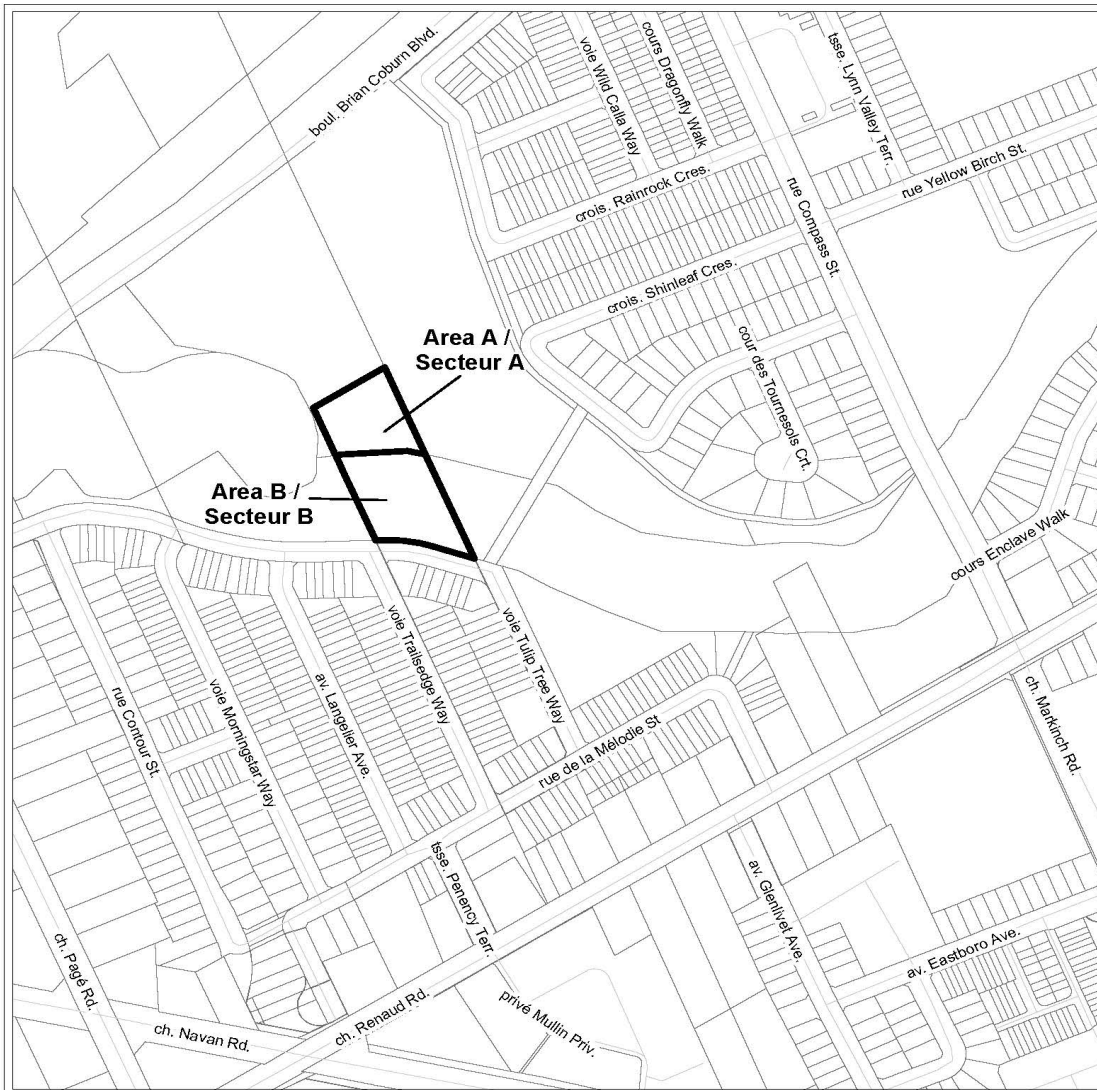 boul. Brian Coburn Blvd.
voie Wild Calla Way
cours Dragonfly Walk
tsse. Lynn Valley Terr.
crois. Rainrock Cres.
rue Compass St.
rue Yellow Birch St.
crois. Shinleaf Cres.
cour des Tournesols Crt.
Area A /
Secteur A
Area B /
Secteur B
cours Enclave Walk
rue Contour St.
voie Morningstar Way
av. Langelier Ave.
voie Trailsedge Way
voie Tulip Tree Way
rue de la Mélodie St
ch. Markinch Rd.
tsse. Penency Terr.
av. Glenlivet Ave.
av. Eastboro Ave.
ch. Pagé Rd.
ch. Navan Rd.
ch. Renaud Rd.
privé Mullin Priv.